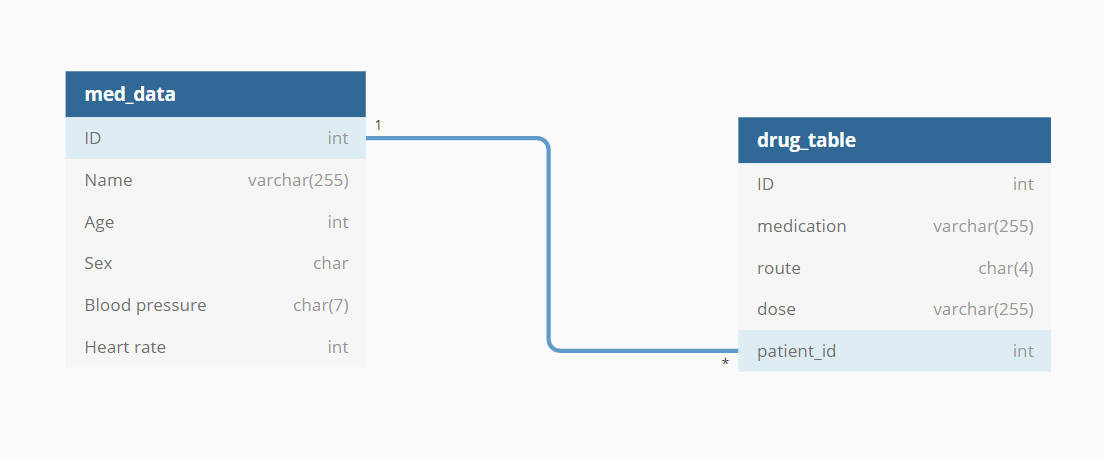 med_data
ID int
Name varchar(255)
Age int
Sex char
Blood pressure char(7)
Heart rate int
1
drug_table
ID int
medication varchar(255)
route char(4)
dose varchar(255)
patient_id int
*